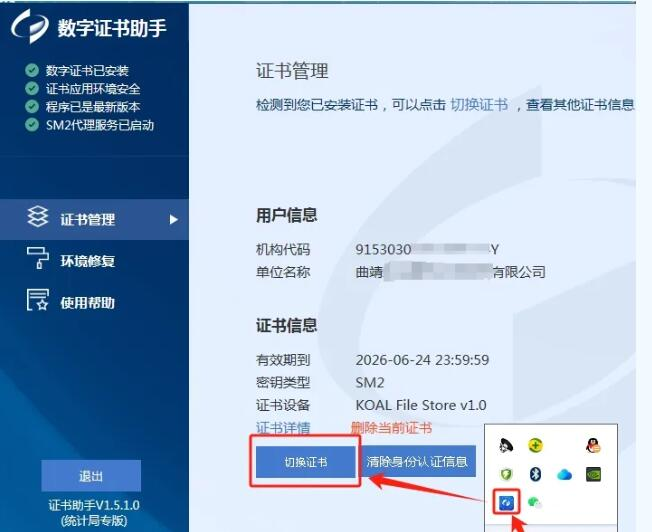 数字证书助手
数字证书已安装
证书应用环境安全
程序已是最新版本
SM2代理服务已启动
证书管理
环境修复
使用帮助
退出
证书助手V1.5.1.0
(统计局专版)
证书管理
检测到您已安装证书，可以点击 切换证书 ，查看其他证书信息
用户信息
机构代码 9153030 Y
单位名称 曲靖 有限公司
证书信息
有效期到 2026-06-24 23:59:59
密钥类型 SM2
证书设备 KOAL File Store v1.0
证书详情 删除当前证书
切换证书 清除身份认证信息